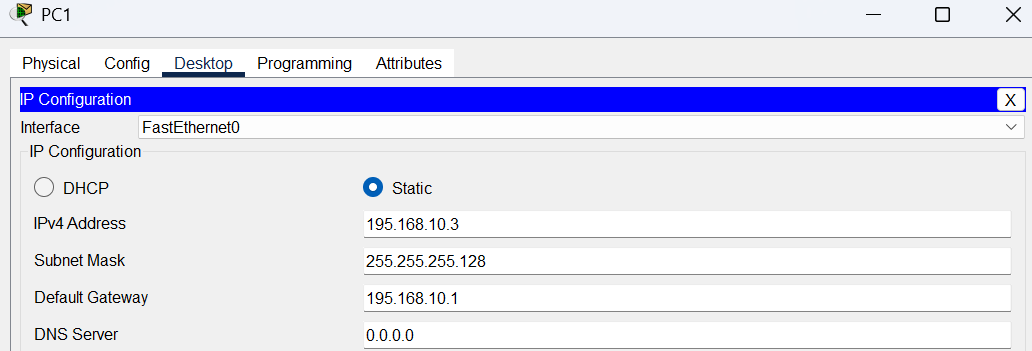 PC1
Physical Config Desktop Programming Attributes
IP Configuration X
Interface FastEthernet0
IP Configuration
DHCP Static
IPv4 Address 195.168.10.3
Subnet Mask 255.255.255.128
Default Gateway 195.168.10.1
DNS Server 0.0.0.0